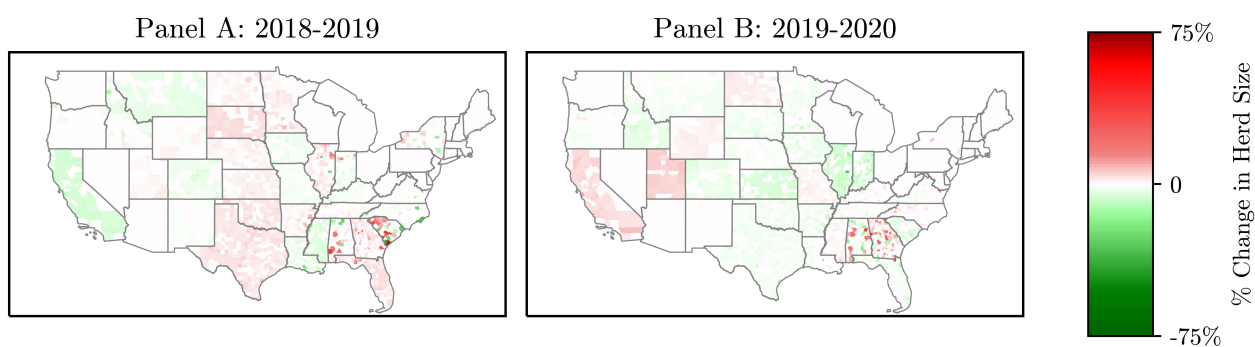 Panel A: 2018-2019
Panel B: 2019-2020
75%
0
-75%
% Change in Herd Size